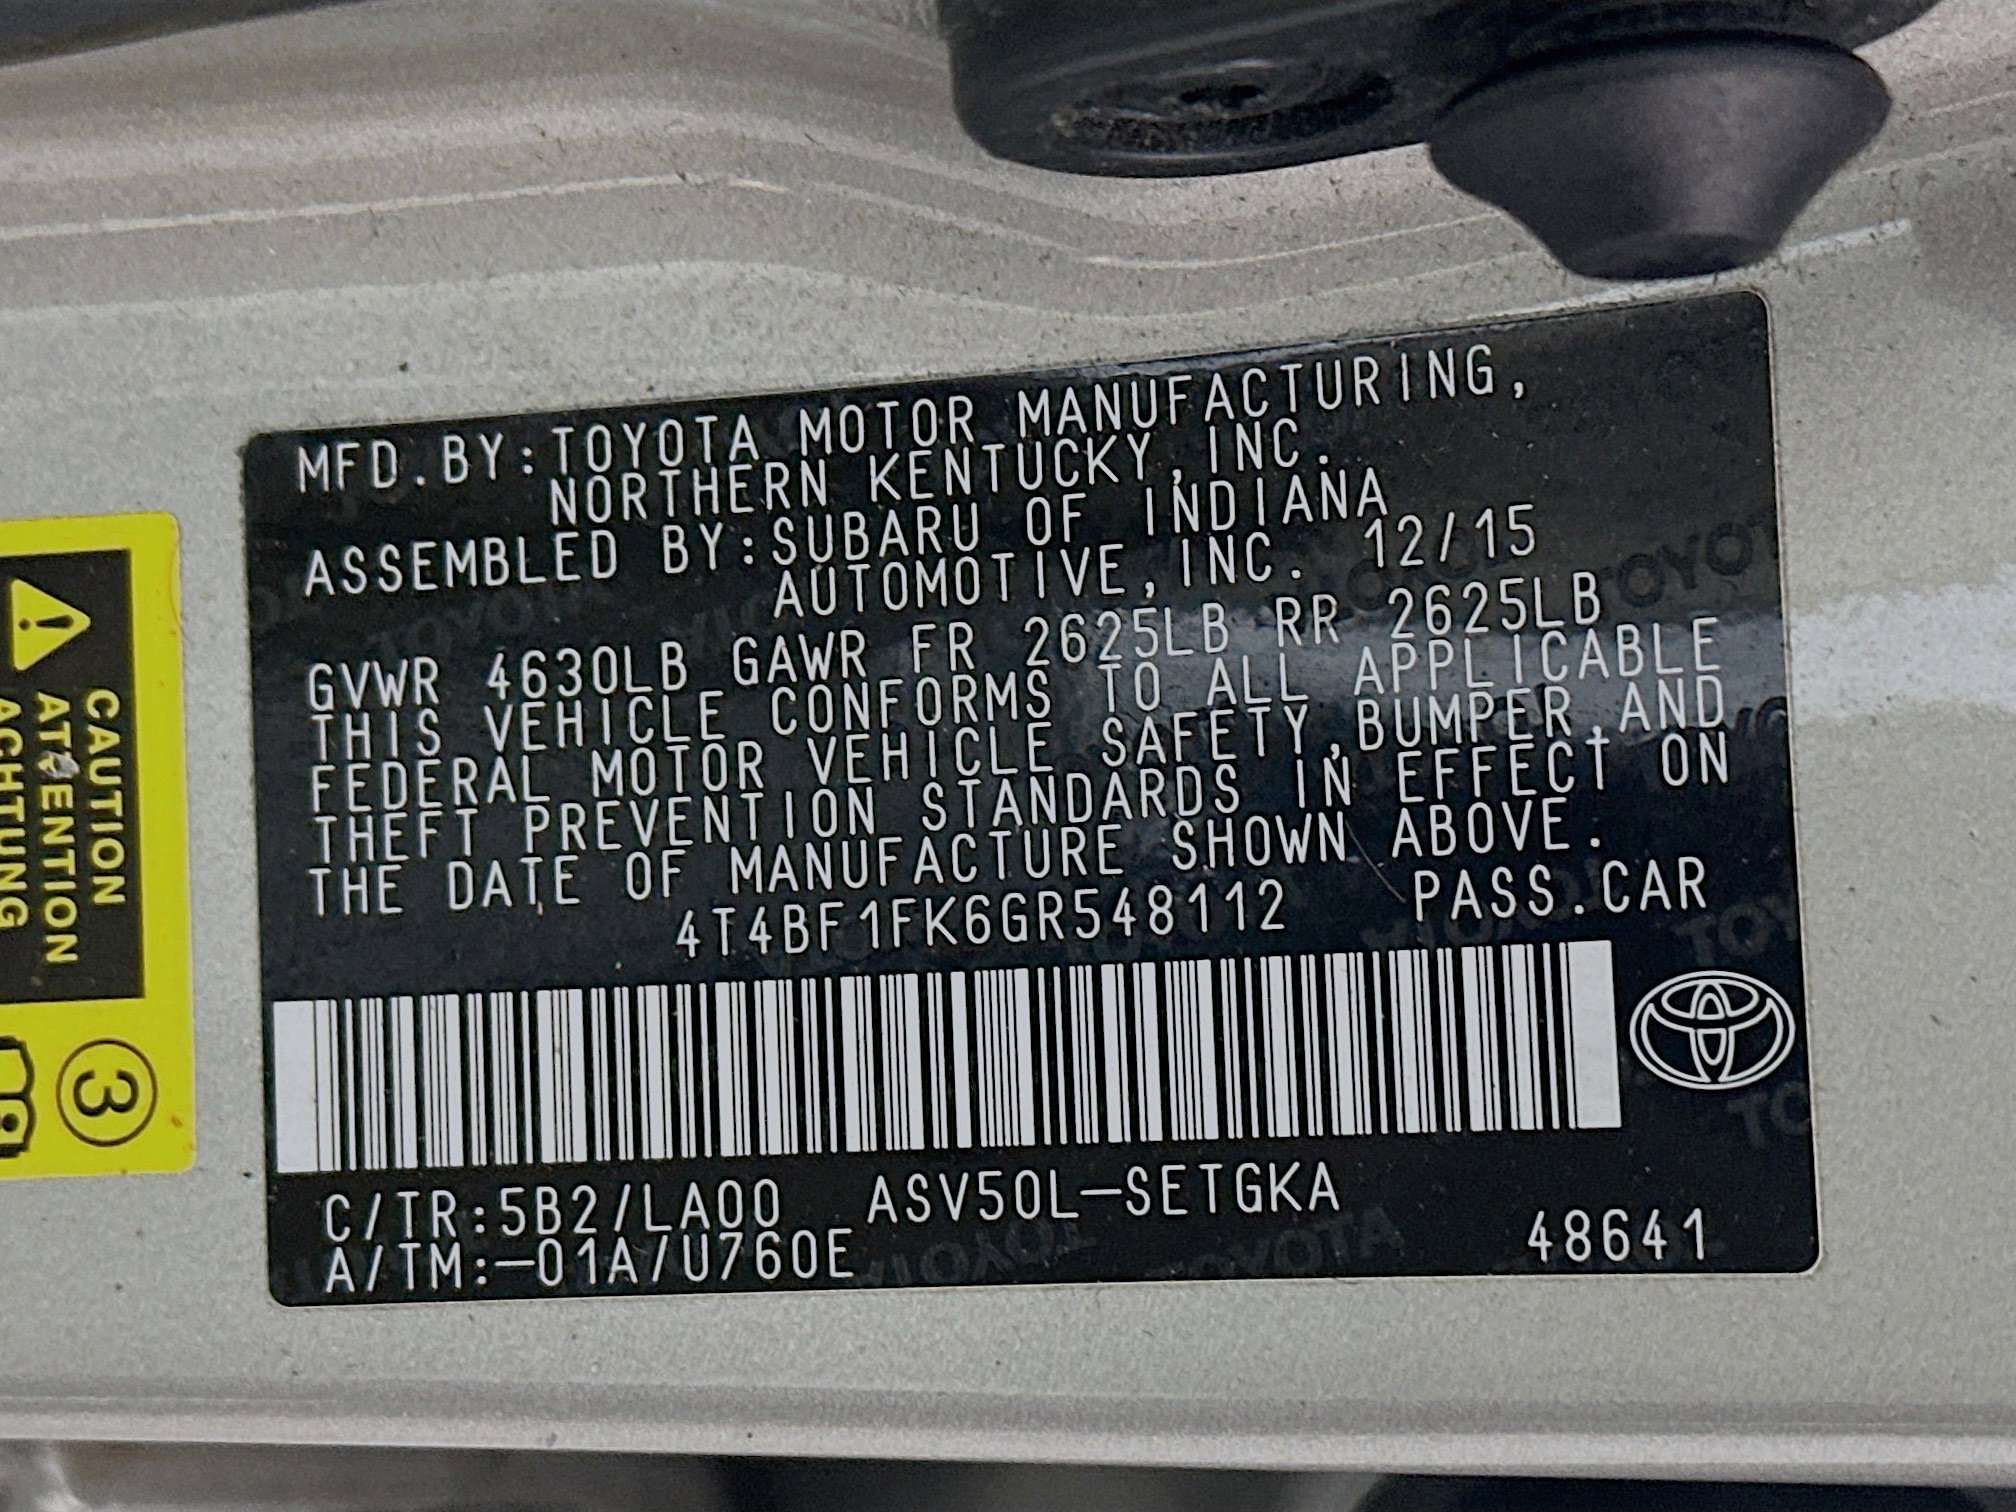 MFD.BY:TOYOTA MOTOR MANUFACTURING,
NORTHERN KENTUCKY,INC.
ASSEMBLED BY:SUBARU OF INDIANA
AUTOMOTIVE,INC. 12/15
GVWR 4630LB GAWR FR 2625LB RR 2625LB
THIS VEHICLE CONFORMS TO ALL APPLICABLE
FEDERAL MOTOR VEHICLE SAFETY,BUMPER,AND
THEFT PREVENTION STANDARDS IN EFFECT ON
THE DATE OF MANUFACTURE SHOWN ABOVE.
4T4BF1FK6GR548112 PASS.CAR
C/TR:5B2/LA00 ASV50L-SETGKA
A/TM:-01A/U760E 48641
CAUTION
ATTENTION
ACHTUNG
3